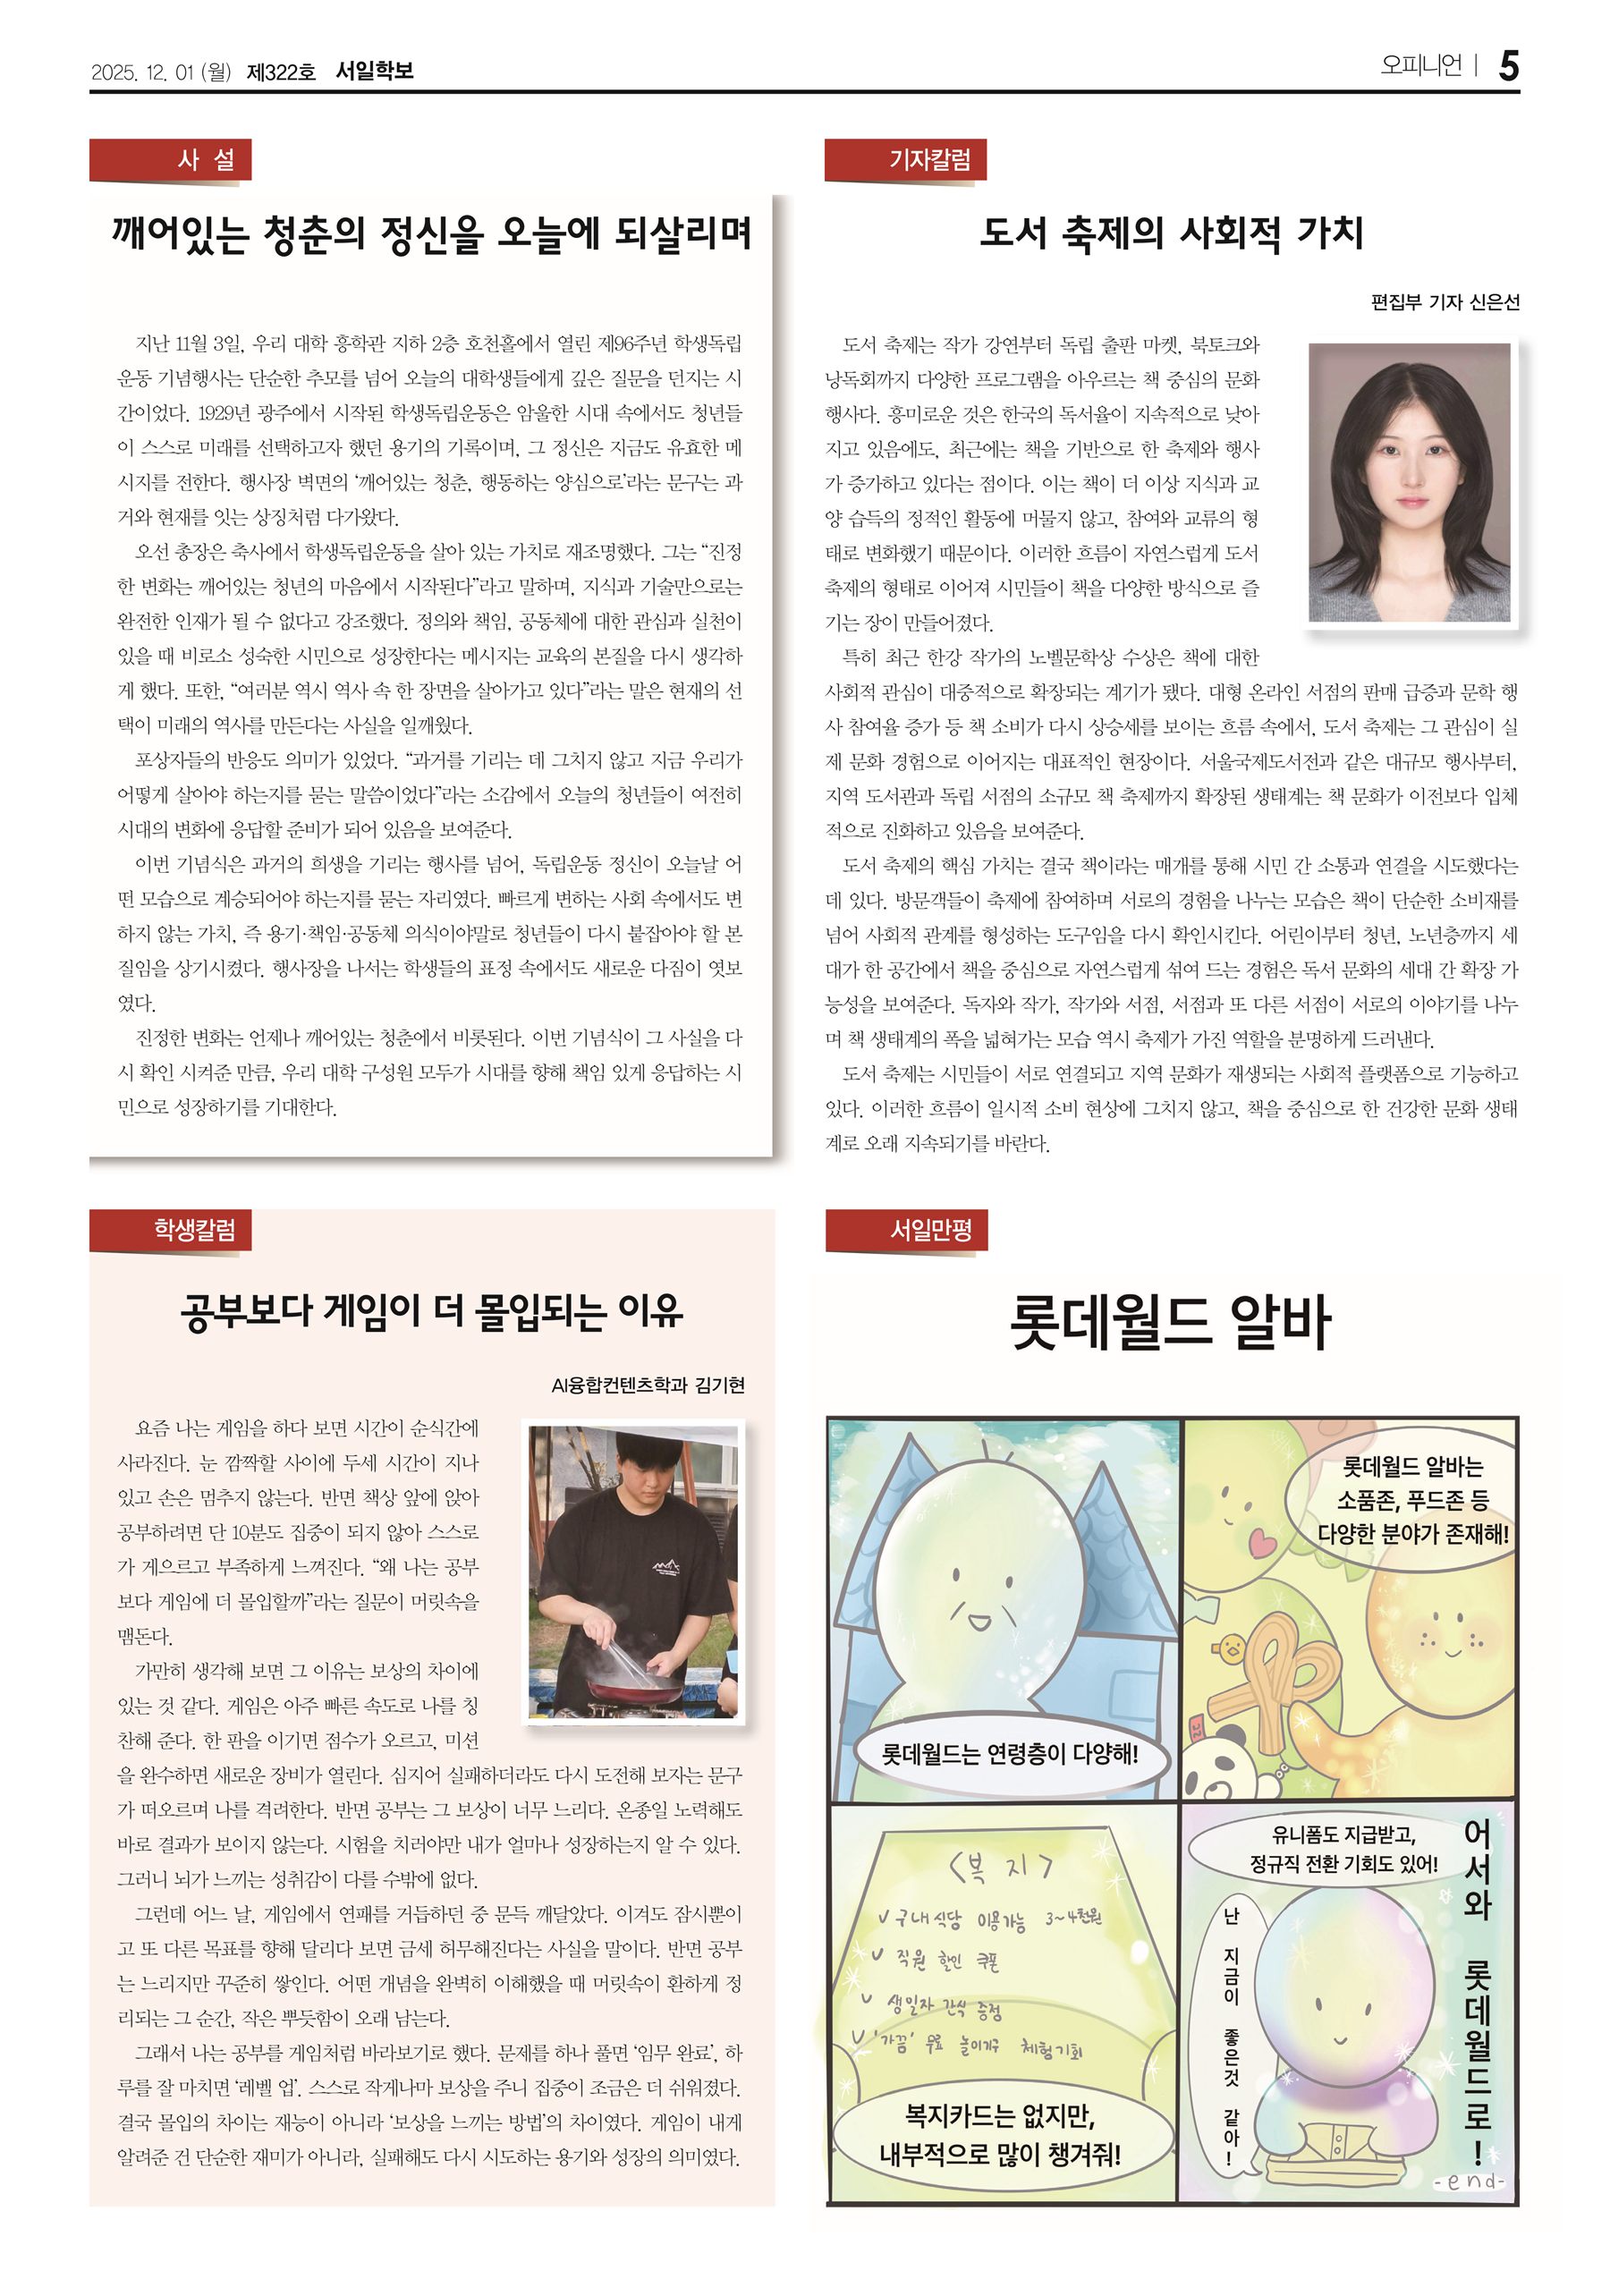 2025. 12. 01 (월) 제322호 서일학보
오피니언 | 5
사 설
깨어있는 청춘의 정신을 오늘에 되살리며
지난 11월 3일, 우리 대학 흥학관 지하 2층 호천홀에서 열린 제96주년 학생독립
운동 기념행사는 단순한 추모를 넘어 오늘의 대학생들에게 깊은 질문을 던지는 시
간이었다. 1929년 광주에서 시작된 학생독립운동은 암울한 시대 속에서도 청년들
이 스스로 미래를 선택하고자 했던 용기의 기록이며, 그 정신은 지금도 유효한 메
시지를 전한다. 행사장 벽면의 ‘깨어있는 청춘, 행동하는 양심으로’라는 문구는 과
거와 현재를 잇는 상징처럼 다가왔다.
오선 총장은 축사에서 학생독립운동을 살아 있는 가치로 재조명했다. 그는 “진정
한 변화는 깨어있는 청년의 마음에서 시작된다”라고 말하며, 지식과 기술만으로는
완전한 인재가 될 수 없다고 강조했다. 정의와 책임, 공동체에 대한 관심과 실천이
있을 때 비로소 성숙한 시민으로 성장한다는 메시지는 교육의 본질을 다시 생각하
게 했다. 또한, “여러분 역시 역사 속 한 장면을 살아가고 있다”라는 말은 현재의 선
택이 미래의 역사를 만든다는 사실을 일깨웠다.
포상자들의 반응도 의미가 있었다. “과거를 기리는 데 그치지 않고 지금 우리가
어떻게 살아야 하는지를 묻는 말씀이었다”라는 소감에서 오늘의 청년들이 여전히
시대의 변화에 응답할 준비가 되어 있음을 보여준다.
이번 기념식은 과거의 희생을 기리는 행사를 넘어, 독립운동 정신이 오늘날 어
떤 모습으로 계승되어야 하는지를 묻는 자리였다. 빠르게 변하는 사회 속에서도 변
하지 않는 가치, 즉 용기·책임·공동체 의식이야말로 청년들이 다시 붙잡아야 할 본
질임을 상기시켰다. 행사장을 나서는 학생들의 표정 속에서도 새로운 다짐이 엿보
였다.
진정한 변화는 언제나 깨어있는 청춘에서 비롯된다. 이번 기념식이 그 사실을 다
시 확인 시켜준 만큼, 우리 대학 구성원 모두가 시대를 향해 책임 있게 응답하는 시
민으로 성장하기를 기대한다.
기자칼럼
도서 축제의 사회적 가치
편집부 기자 신은선
도서 축제는 작가 강연부터 독립 출판 마켓, 북토크와
낭독회까지 다양한 프로그램을 아우르는 책 중심의 문화
행사다. 흥미로운 것은 한국의 독서율이 지속적으로 낮아
지고 있음에도, 최근에는 책을 기반으로 한 축제와 행사
가 증가하고 있다는 점이다. 이는 책이 더 이상 지식과 교
양 습득의 정적인 활동에 머물지 않고, 참여와 교류의 형
태로 변화했기 때문이다. 이러한 흐름이 자연스럽게 도서
축제의 형태로 이어져 시민들이 책을 다양한 방식으로 즐
기는 장이 만들어졌다.
특히 최근 한강 작가의 노벨문학상 수상은 책에 대한
사회적 관심이 대중적으로 확장되는 계기가 됐다. 대형 온라인 서점의 판매 급증과 문학 행
사 참여율 증가 등 책 소비가 다시 상승세를 보이는 흐름 속에서, 도서 축제는 그 관심이 실
제 문화 경험으로 이어지는 대표적인 현장이다. 서울국제도서전과 같은 대규모 행사부터,
지역 도서관과 독립 서점의 소규모 책 축제까지 확장된 생태계는 책 문화가 이전보다 입체
적으로 진화하고 있음을 보여준다.
도서 축제의 핵심 가치는 결국 책이라는 매개를 통해 시민 간 소통과 연결을 시도했다는
데 있다. 방문객들이 축제에 참여하며 서로의 경험을 나누는 모습은 책이 단순한 소비재를
넘어 사회적 관계를 형성하는 도구임을 다시 확인시킨다. 어린이부터 청년, 노년층까지 세
대가 한 공간에서 책을 중심으로 자연스럽게 섞여 드는 경험은 독서 문화의 세대 간 확장 가
능성을 보여준다. 독자와 작가, 작가와 서점, 서점과 또 다른 서점이 서로의 이야기를 나누
며 책 생태계의 폭을 넓혀가는 모습 역시 축제가 가진 역할을 분명하게 드러낸다.
도서 축제는 시민들이 서로 연결되고 지역 문화가 재생되는 사회적 플랫폼으로 기능하고
있다. 이러한 흐름이 일시적 소비 현상에 그치지 않고, 책을 중심으로 한 건강한 문화 생태
계로 오래 지속되기를 바란다.
학생칼럼
공부보다 게임이 더 몰입되는 이유
AI융합컨텐츠학과 김기현
요즘 나는 게임을 하다 보면 시간이 순식간에
사라진다. 눈 깜짝할 사이에 두세 시간이 지나
있고 손은 멈추지 않는다. 반면 책상 앞에 앉아
공부하려면 단 10분도 집중이 되지 않아 스스로
가 게으르고 부족하게 느껴진다. “왜 나는 공부
보다 게임에 더 몰입할까”라는 질문이 머릿속을
맴돈다.
가만히 생각해 보면 그 이유는 보상의 차이에
있는 것 같다. 게임은 아주 빠른 속도로 나를 칭
찬해 준다. 한 판을 이기면 점수가 오르고, 미션
을 완수하면 새로운 장비가 열린다. 심지어 실패하더라도 다시 도전해 보자는 문구
가 떠오르며 나를 격려한다. 반면 공부는 그 보상이 너무 느리다. 온종일 노력해도
바로 결과가 보이지 않는다. 시험을 치러야만 내가 얼마나 성장하는지 알 수 있다.
그러니 뇌가 느끼는 성취감이 다를 수밖에 없다.
그런데 어느 날, 게임에서 연패를 거듭하던 중 문득 깨달았다. 이겨도 잠시뿐이
고 또 다른 목표를 향해 달리다 보면 금세 허무해진다는 사실을 말이다. 반면 공부
는 느리지만 꾸준히 쌓인다. 어떤 개념을 완벽히 이해했을 때 머릿속이 환하게 정
리되는 그 순간, 작은 뿌듯함이 오래 남는다.
그래서 나는 공부를 게임처럼 바라보기로 했다. 문제를 하나 풀면 ‘임무 완료’, 하
루를 잘 마치면 ‘레벨 업’. 스스로 작게나마 보상을 주니 집중이 조금은 더 쉬워졌다.
결국 몰입의 차이는 재능이 아니라 ‘보상을 느끼는 방법’의 차이였다. 게임이 내게
알려준 건 단순한 재미가 아니라, 실패해도 다시 시도하는 용기와 성장의 의미였다.
서일만평
롯데월드 알바
롯데월드는 연령층이 다양해!
롯데월드 알바는
소품존, 푸드존 등
다양한 분야가 존재해!
<복 지>
✓구내식당 이용가능 3~4천원
✓ 직원 할인 쿠폰
✓ 생일자 간식 증정
✓'가끔' 무료 놀이기구 체험기회
복지카드는 없지만,
내부적으로 많이 챙겨줘!
유니폼도 지급받고,
정규직 전환 기회도 있어!
난 지금이 좋은것 같아!
어서와 롯데월드로!
-end-